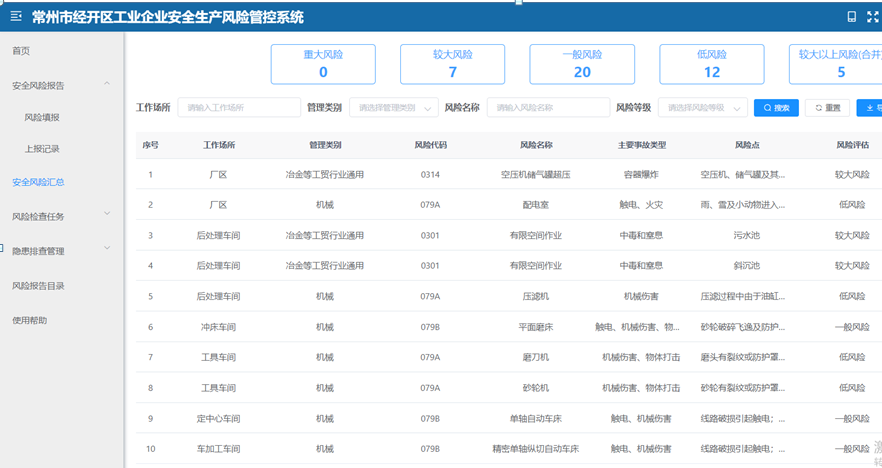 常州市经开区工业企业安全生产风险管控系统
首页
安全风险报告
风险填报
上报记录
安全风险汇总
风险检查任务
隐患排查管理
风险报告目录
使用帮助
重大风险 较大风险 一般风险 低风险 较大以上风险(合并
0 7 20 12 5
工作场所 请输入工作场所 管理类别 请选择管理类别 风险名称 请输入风险名称 风险等级 请选择风险等级 搜索 重置
序号 工作场所 管理类别 风险代码 风险名称 主要事故类型 风险点 风险评估
1 厂区 冶金等工贸行业通用 0314 空压机储气罐超压 容器爆炸 空压机、储气罐及其... 较大风险
2 厂区 机械 079A 配电室 触电、火灾 雨、雪及小动物进入... 低风险
3 后处理车间 冶金等工贸行业通用 0301 有限空间作业 中毒和窒息 污水池 较大风险
4 后处理车间 冶金等工贸行业通用 0301 有限空间作业 中毒和窒息 斜沉池 较大风险
5 后处理车间 机械 079A 压滤机 机械伤害 压滤过程中由于油缸... 低风险
6 冲床车间 机械 079B 平面磨床 触电、机械伤害、物... 砂轮破碎飞逸及防护... 一般风险
7 工具车间 机械 079A 磨刀机 机械伤害、物体打击 磨头有裂纹或防护罩... 低风险
8 工具车间 机械 079A 砂轮机 机械伤害、物体打击 砂轮有裂纹或防护罩... 低风险
9 定中心车间 机械 079B 单轴自动车床 触电、机械伤害 线路破损引起触电；... 一般风险
10 车加工车间 机械 079B 精密单轴纵切自动车床 触电、机械伤害 线路破损引起触电；... 一般风险